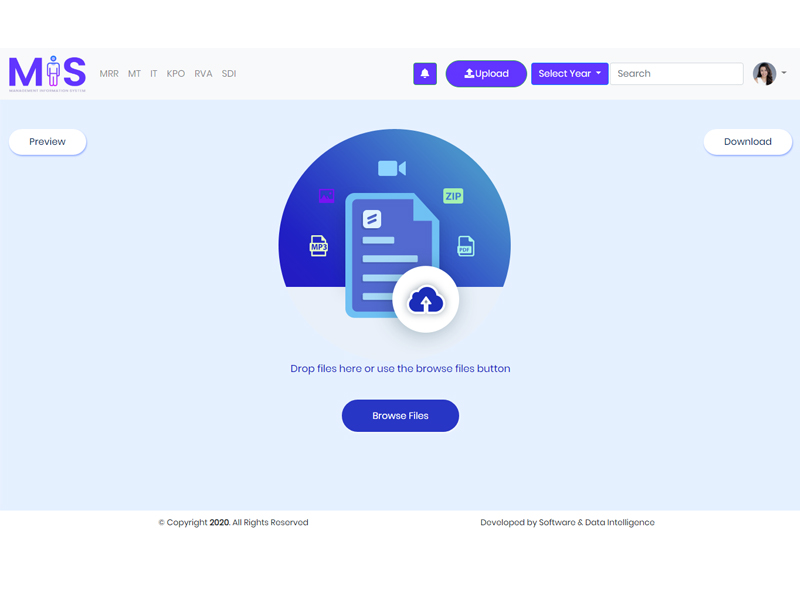 MIS
MANAGEMENT INFORMATION SYSTEM
MRR MT IT KPO RVA SDI
Upload
Select Year
Search
Preview
Download
ZIP
MP3
PDF
Drop files here or use the browse files button
Browse Files
© Copyright 2020. All Rights Reserved
Developed by Software & Data Intelligence